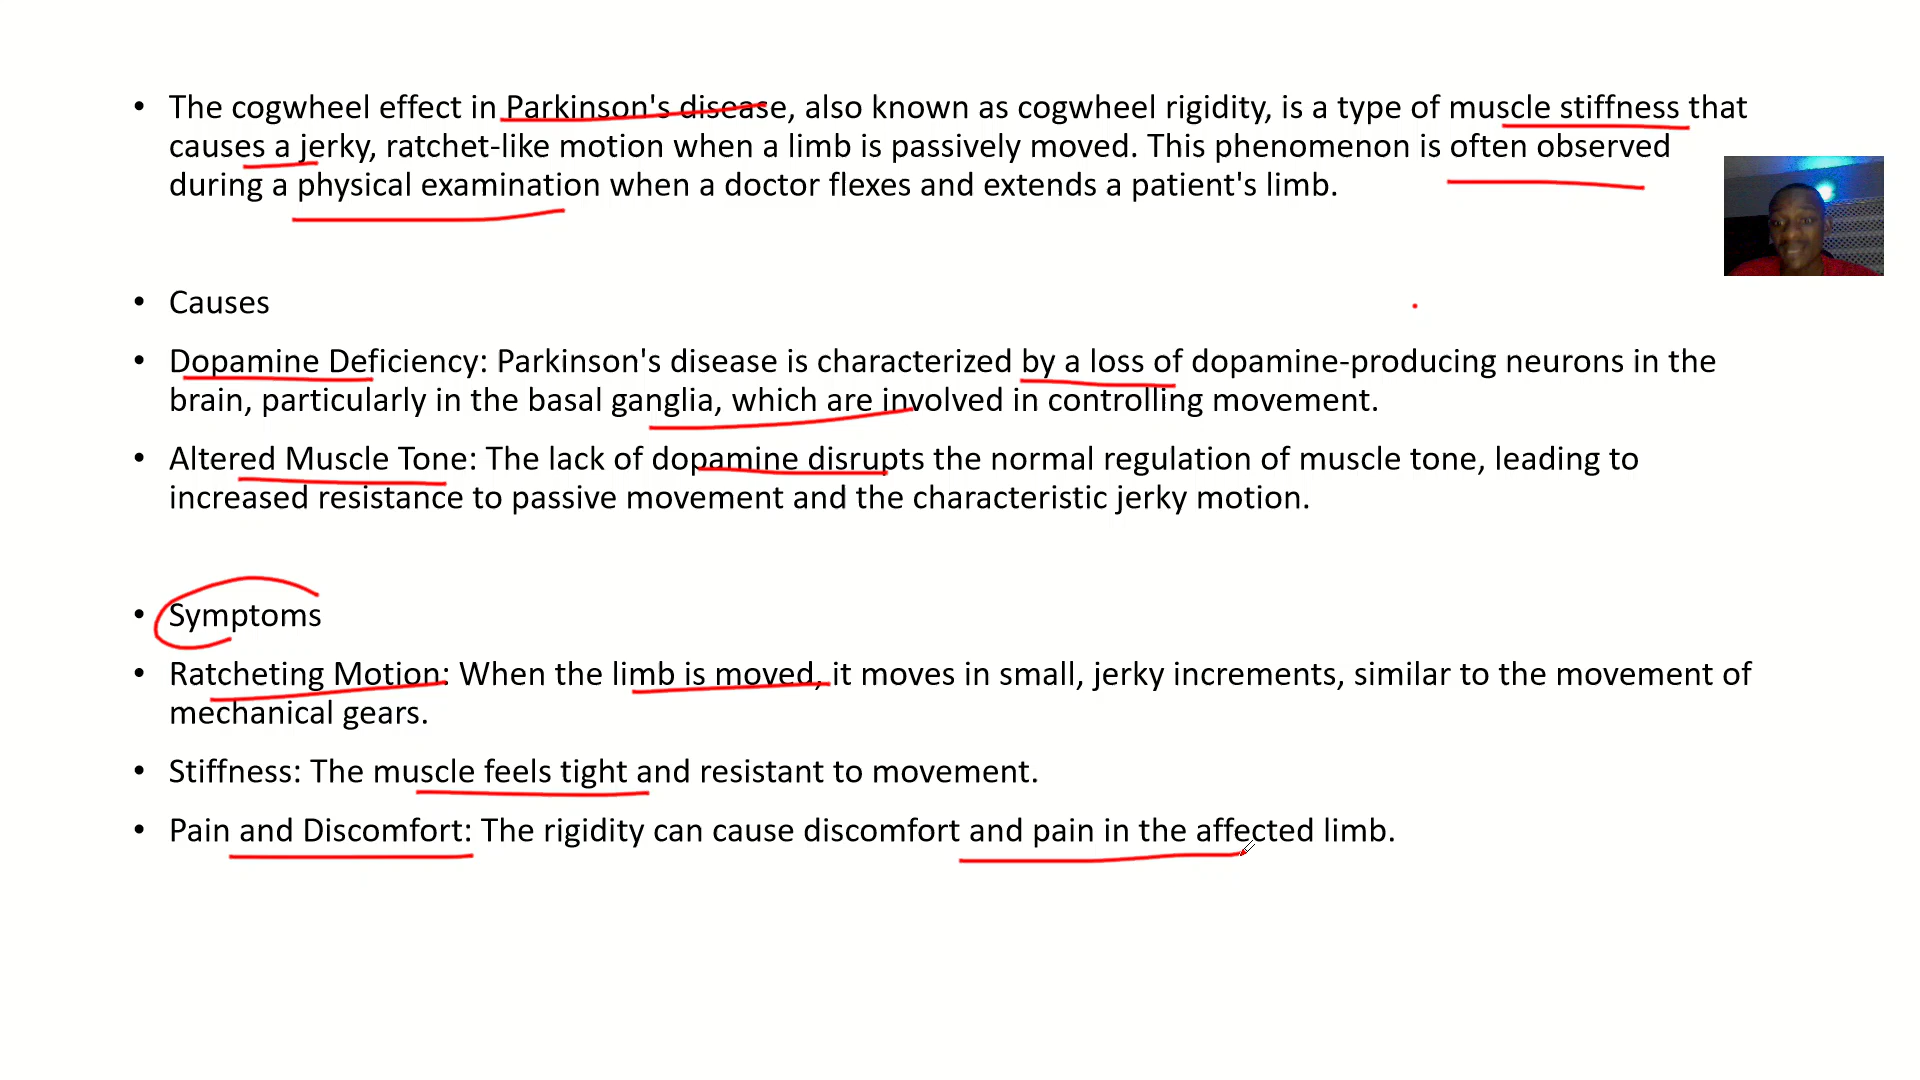 • The cogwheel effect in Parkinson's disease, also known as cogwheel rigidity, is a type of muscle stiffness that
causes a jerky, ratchet-like motion when a limb is passively moved. This phenomenon is often observed
during a physical examination when a doctor flexes and extends a patient's limb.
• Causes
• Dopamine Deficiency: Parkinson's disease is characterized by a loss of dopamine-producing neurons in the
brain, particularly in the basal ganglia, which are involved in controlling movement.
• Altered Muscle Tone: The lack of dopamine disrupts the normal regulation of muscle tone, leading to
increased resistance to passive movement and the characteristic jerky motion.
• Symptoms
• Ratcheting Motion: When the limb is moved, it moves in small, jerky increments, similar to the movement of
mechanical gears.
• Stiffness: The muscle feels tight and resistant to movement.
• Pain and Discomfort: The rigidity can cause discomfort and pain in the affected limb.